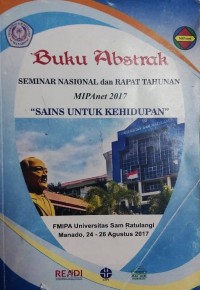 Buku Abstrak
SEMINAR NASIONAL dan RAPAT TAHUNAN
MIPAnet 2017
"SAINS UNTUK KEHIDUPAN"
FMIPA Universitas Sam Ratulangi
Manado, 24 - 26 Agustus 2017
READI